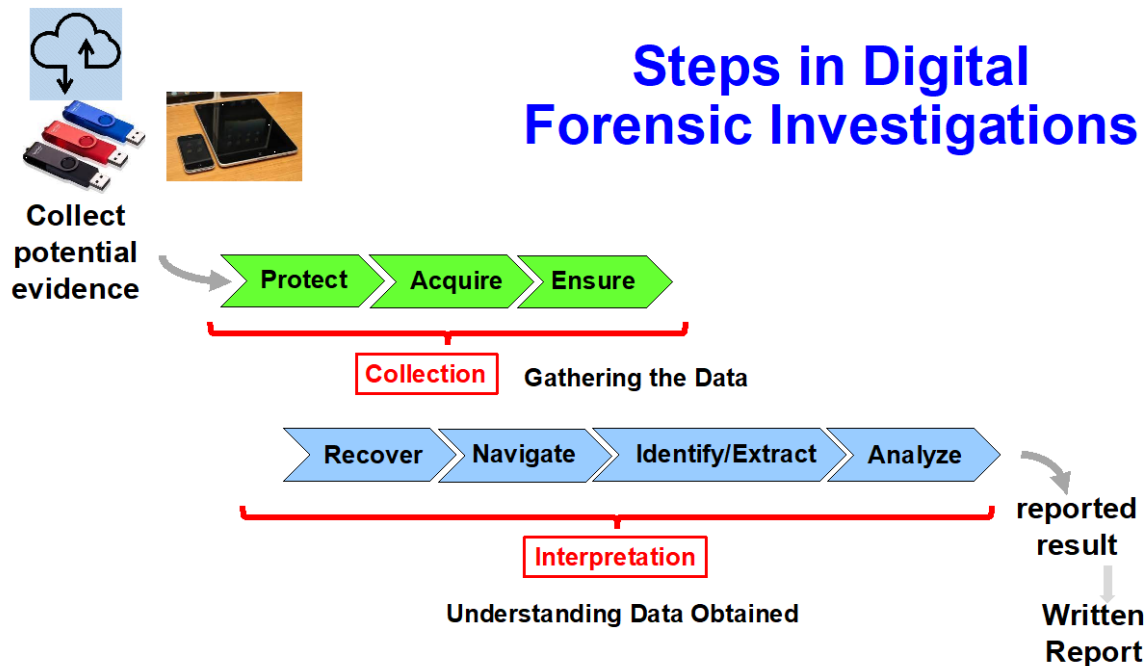 Steps in Digital
Forensic Investigations
Collect
potential
evidence
Protect
Acquire
Ensure
Collection
Gathering the Data
Recover
Navigate
Identify/Extract
Analyze
Interpretation
Understanding Data Obtained
reported
result
Written
Report